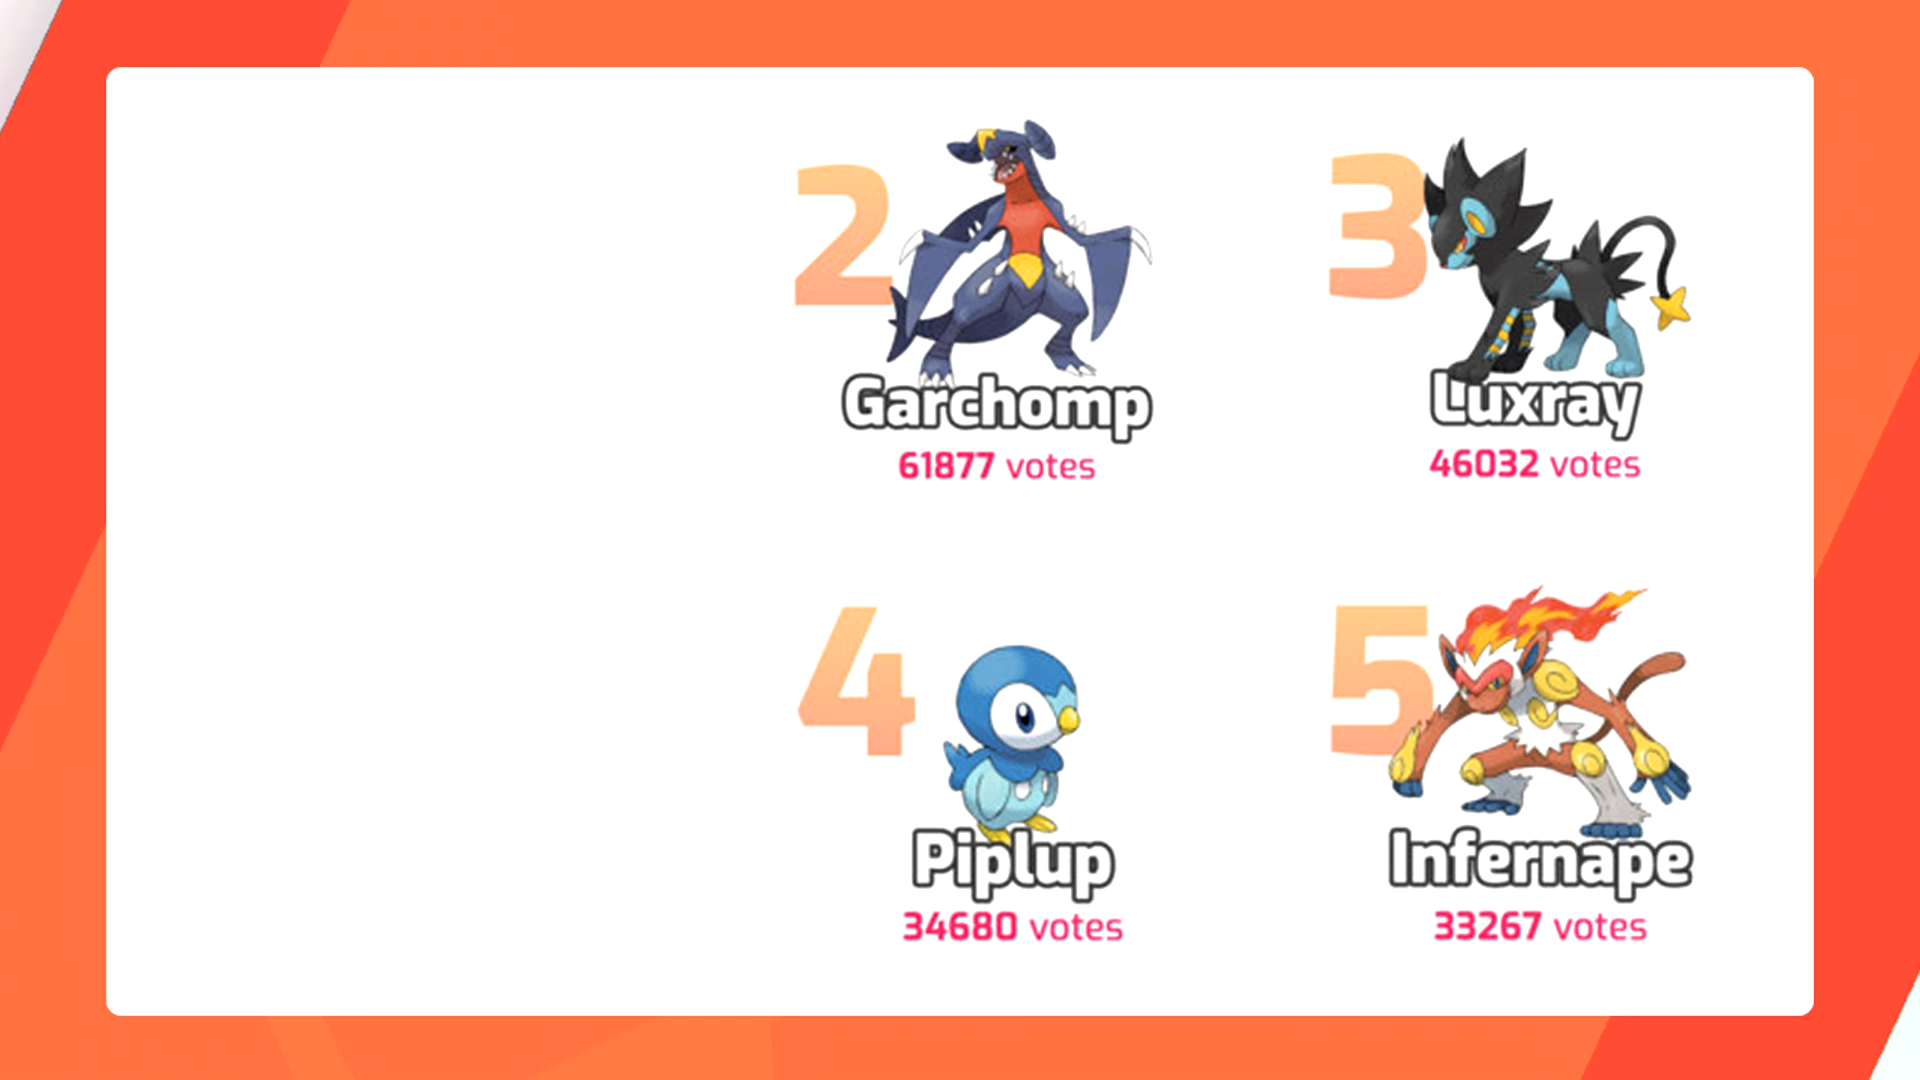 2
Garchomp
61877 votes
3
Luxray
46032 votes
4
Piplup
34680 votes
5
Infernape
33267 votes